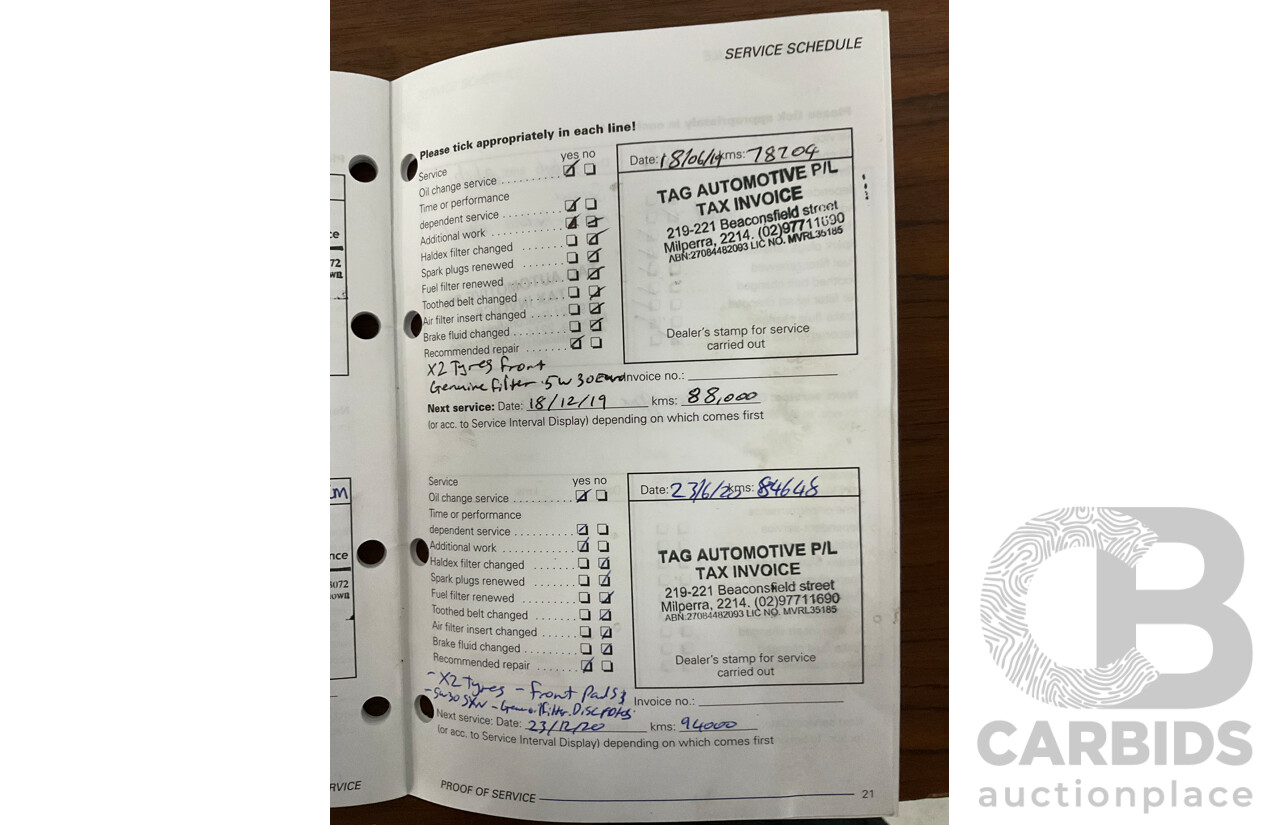 SERVICE SCHEDULE
Please tick appropriately in each line!
yes no
Service
Oil change service
Time or performance
dependent service
Additional work
Haldex filter changed
Spark plugs renewed
Fuel filter renewed
Toothed belt changed
Air filter insert changed
Brake fluid changed
Recommended repair
X2 Tyres Front
Genuine Filter. 5W30
Date: 18/06/19 kms: 78204
TAG AUTOMOTIVE P/L
TAX INVOICE
219-221 Beaconsfield street
Milperra, 2214. (02)97711690
ABN:27084482093 LIC NO. MVRL35185
Dealer's stamp for service
carried out
Invoice no.:
Next service: Date: 18/12/19 kms: 88,000
(or acc. to Service Interval Display) depending on which comes first
Service yes no
Oil change service
Time or performance
dependent service
Additional work
Haldex filter changed
Spark plugs renewed
Fuel filter renewed
Toothed belt changed
Air filter insert changed
Brake fluid changed
Recommended repair
-X2 Tyres - Front Pads &
Date: 23/6/20 kms: 84648
TAG AUTOMOTIVE P/L
TAX INVOICE
219-221 Beaconsfield street
Milperra, 2214. (02)97711690
ABN:27084482093 LIC NO. MVRL35185
Dealer's stamp for service
carried out
Invoice no.:
Next service: Date: 23/12/20 kms: 94000
(or acc. to Service Interval Display) depending on which comes first
PROOF OF SERVICE 21
CARBIDS
auctionplace